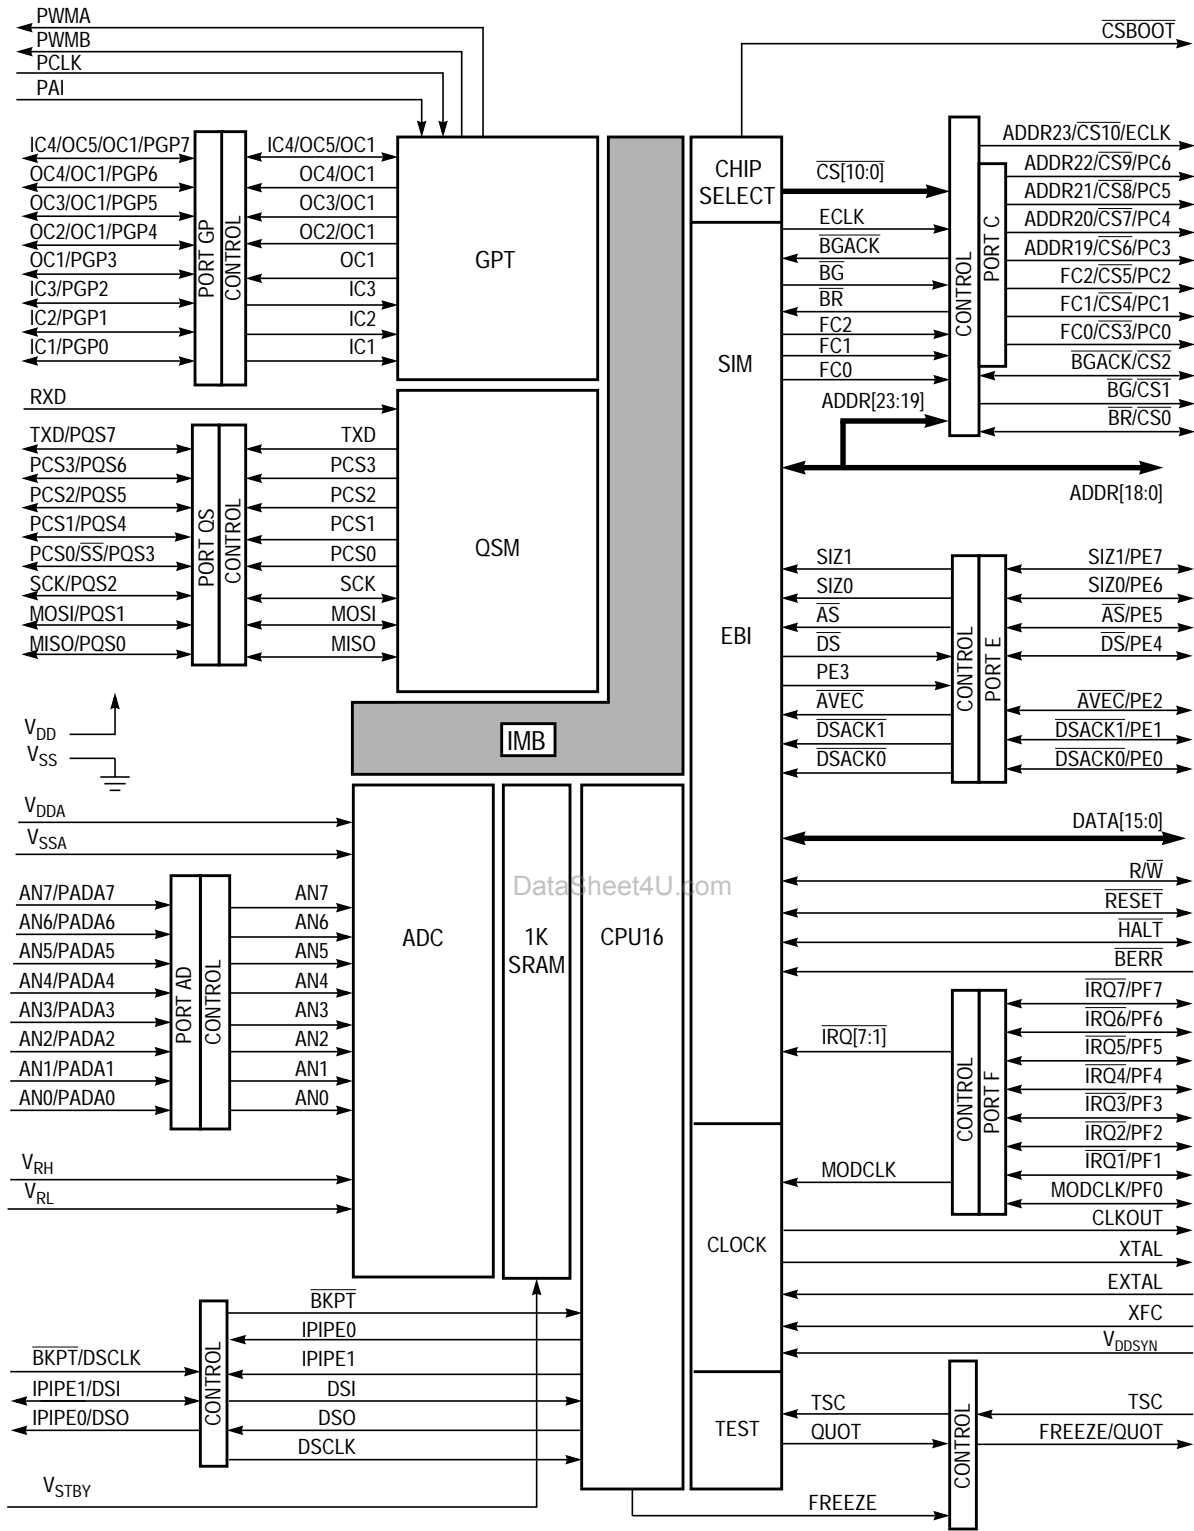 PWMA
PWMB
PCLK
PAI
CSBOOT
IC4/OC5/OC1/PGP7
OC4/OC1/PGP6
OC3/OC1/PGP5
OC2/OC1/PGP4
OC1/PGP3
IC3/PGP2
IC2/PGP1
IC1/PGP0
PORT GP
CONTROL
IC4/OC5/OC1
OC4/OC1
OC3/OC1
OC2/OC1
OC1
IC3
IC2
IC1
GPT
RXD
TXD/PQS7
PCS3/PQS6
PCS2/PQS5
PCS1/PQS4
PCS0/SS/PQS3
SCK/PQS2
MOSI/PQS1
MISO/PQS0
PORT QS
CONTROL
TXD
PCS3
PCS2
PCS1
PCS0
SCK
MOSI
MISO
QSM
VDD
VSS
IMB
VDDA
VSSA
AN7/PADA7
AN6/PADA6
AN5/PADA5
AN4/PADA4
AN3/PADA3
AN2/PADA2
AN1/PADA1
AN0/PADA0
PORT AD
CONTROL
AN7
AN6
AN5
AN4
AN3
AN2
AN1
AN0
VRH
VRL
ADC
1K
SRAM
CPU16
DataSheet4U.com
BKPT/DSCLK
IPIPE1/DSI
IPIPE0/DSO
CONTROL
BKPT
IPIPE0
IPIPE1
DSI
DSO
DSCLK
VSTBY
CHIP
SELECT
SIM
EBI
CLOCK
TEST
CS[10:0]
ECLK
BGACK
BG
BR
FC2
FC1
FC0
ADDR[23:19]
CONTROL
PORT C
ADDR23/CS10/ECLK
ADDR22/CS9/PC6
ADDR21/CS8/PC5
ADDR20/CS7/PC4
ADDR19/CS6/PC3
FC2/CS5/PC2
FC1/CS4/PC1
FC0/CS3/PC0
BGACK/CS2
BG/CS1
BR/CS0
ADDR[18:0]
SIZ1
SIZ0
AS
DS
PE3
AVEC
DSACK1
DSACK0
CONTROL
PORT E
SIZ1/PE7
SIZ0/PE6
AS/PE5
DS/PE4
AVEC/PE2
DSACK1/PE1
DSACK0/PE0
DATA[15:0]
R/W
RESET
HALT
BERR
IRQ[7:1]
MODCLK
CONTROL
PORT F
IRQ7/PF7
IRQ6/PF6
IRQ5/PF5
IRQ4/PF4
IRQ3/PF3
IRQ2/PF2
IRQ1/PF1
MODCLK/PF0
CLKOUT
XTAL
EXTAL
XFC
VDDSYN
TSC
QUOT
FREEZE
CONTROL
TSC
FREEZE/QUOT